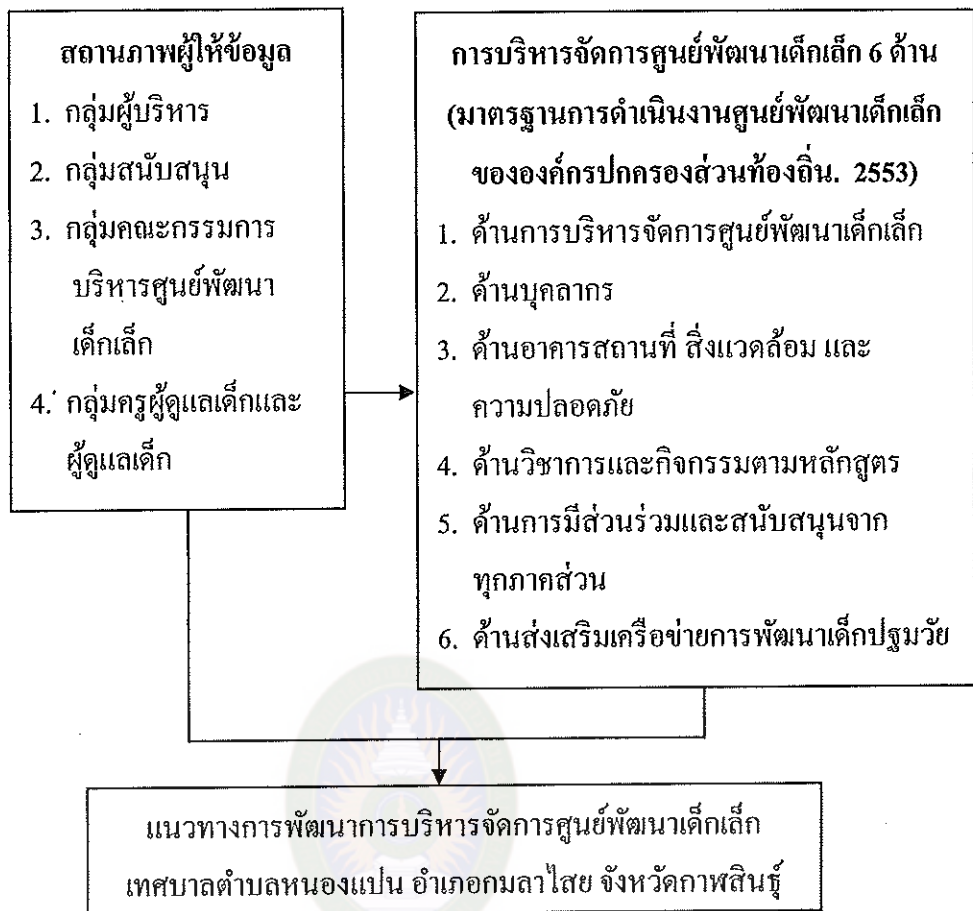 สถานภาพผู้ให้ข้อมูล
1. กลุ่มผู้บริหาร
2. กลุ่มสนับสนุน
3. กลุ่มคณะกรรมการ
บริหารศูนย์พัฒนา
เด็กเล็ก
4. กลุ่มครูผู้ดูแลเด็กและ
ผู้ดูแลเด็ก
การบริหารจัดการศูนย์พัฒนาเด็กเล็ก 6 ด้าน
(มาตรฐานการดำเนินงานศูนย์พัฒนาเด็กเล็ก
ขององค์กรปกครองส่วนท้องถิ่น. 2553)
1. ด้านการบริหารจัดการศูนย์พัฒนาเด็กเล็ก
2. ด้านบุคลากร
3. ด้านอาคารสถานที่ สิ่งแวดล้อม และ
ความปลอดภัย
4. ด้านวิชาการและกิจกรรมตามหลักสูตร
5. ด้านการมีส่วนร่วมและสนับสนุนจาก
ทุกภาคส่วน
6. ด้านส่งเสริมเครือข่ายการพัฒนาเด็กปฐมวัย
แนวทางการพัฒนาการบริหารจัดการศูนย์พัฒนาเด็กเล็ก
เทศบาลตำบลหนองแปน อำเภอกมลาไสย จังหวัดกาฬสินธุ์